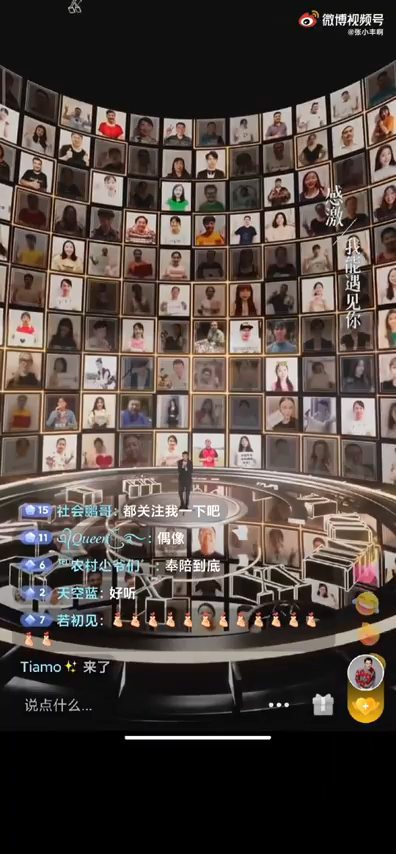 微博视频号
@张小丰啊
感激
我能遇见你
15 社会鹏哥：都关注我一下吧
11 Queen：偶像
6 农村小爷们：奉陪到底
2 天空蓝：好听
7 若初见：
Tiamo✨ 来了
说点什么...